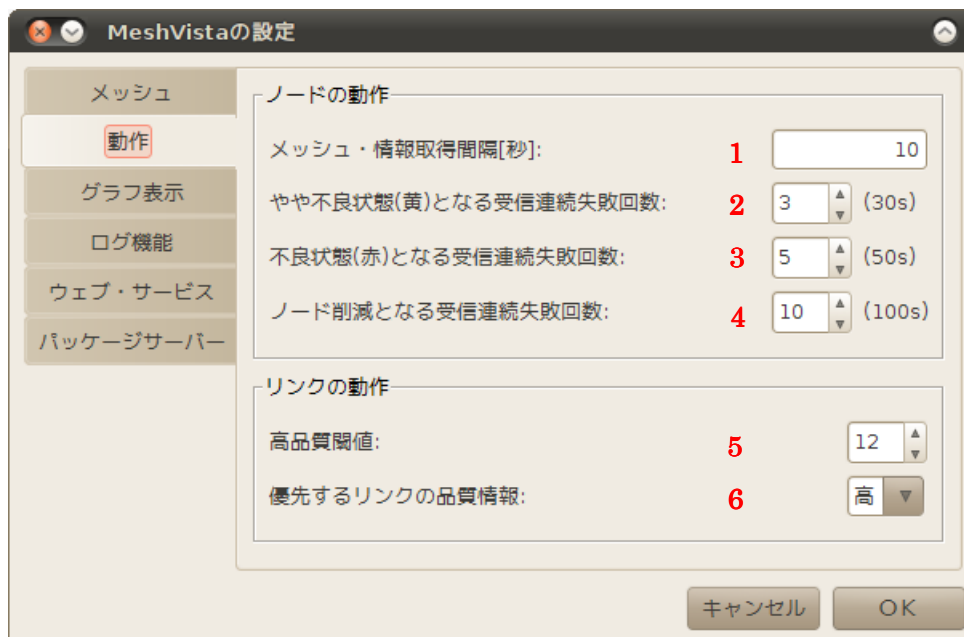 MeshVistaの設定
メッシュ
動作
グラフ表示
ログ機能
ウェブ・サービス
パッケージサーバー
ノードの動作
メッシュ・情報取得間隔[秒]: 1 10
やや不良状態(黄)となる受信連続失敗回数: 2 3 (30s)
不良状態(赤)となる受信連続失敗回数: 3 5 (50s)
ノード削減となる受信連続失敗回数: 4 10 (100s)
リンクの動作
高品質閾値: 5 12
優先するリンクの品質情報: 6 高
キャンセル OK